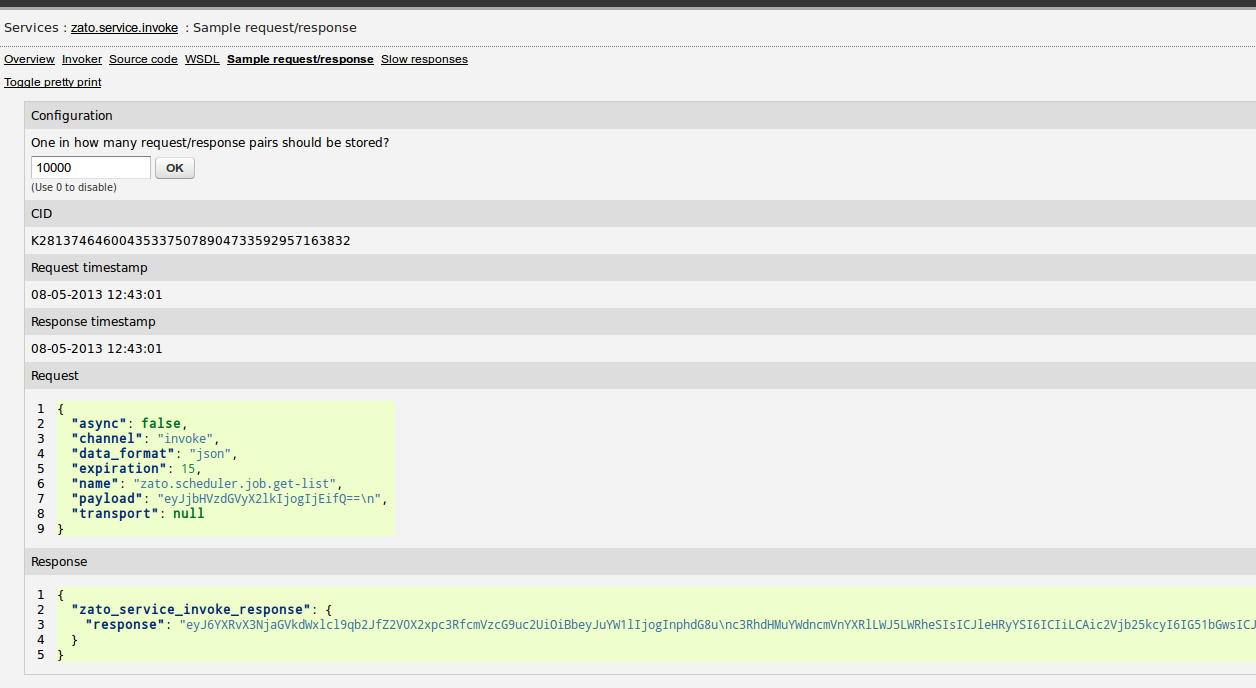 Services : zato.service.invoke : Sample request/response
Overview Invoker Source code WSDL Sample request/response Slow responses
Toggle pretty print
Configuration
One in how many request/response pairs should be stored?
10000 OK
(Use 0 to disable)
CID
K281374646004353375078904733592957163832
Request timestamp
08-05-2013 12:43:01
Response timestamp
08-05-2013 12:43:01
Request
1 {
2 "async": false,
3 "channel": "invoke",
4 "data_format": "json",
5 "expiration": 15,
6 "name": "zato.scheduler.job.get-list",
7 "payload": "eyJjbHVzdGVyX2lkIjogIjEifQ==\n",
8 "transport": null
9 }
Response
1 {
2 "zato_service_invoke_response": {
3 "response": "eyJ6YXRvX3NjaGVkdWxlcl9qb2JfZ2V0X2xpc3RfcmVzcG9uc2UiOiBbeyJuYW1lIjogInphdG8u\nc3RhdHMuYWdncmVnYXRlLWJ5LWRheSIsICJleHRyYSI6ICIiLCAic2Vjb25kcyI6IG51bGwsICJ
4 }
5 }